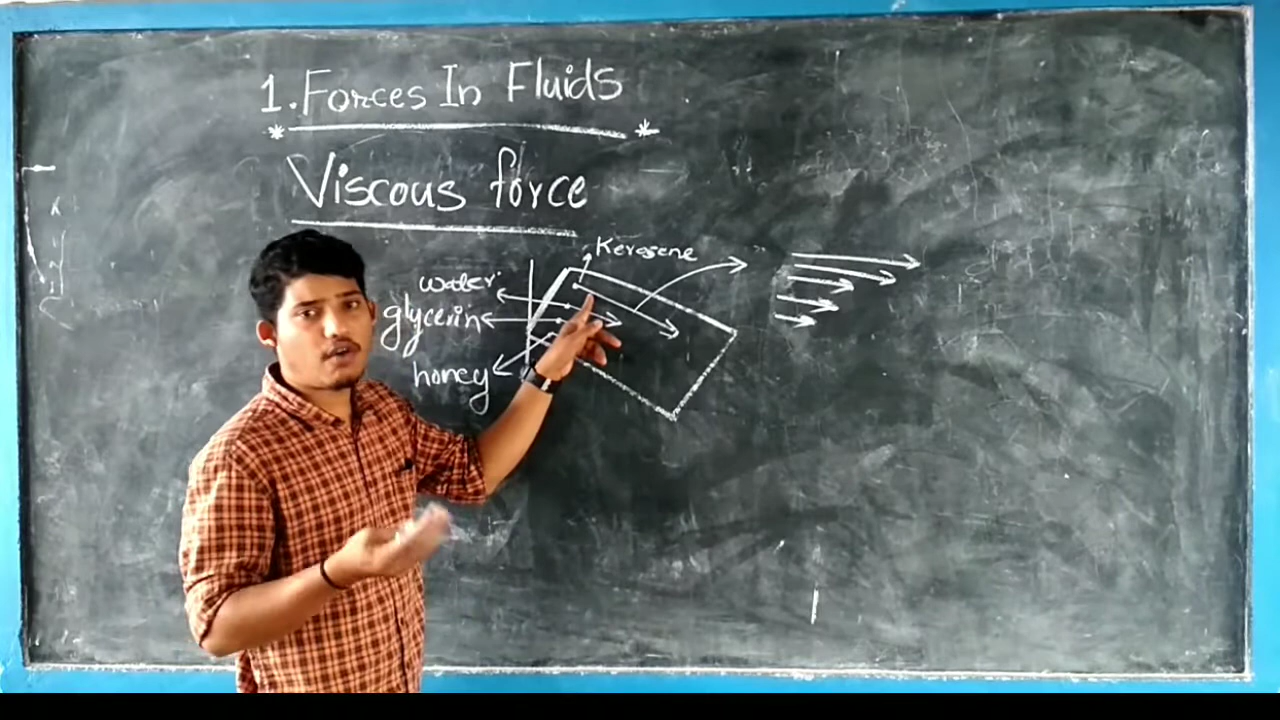 1. Forces In Fluids
Viscous force
Kerosene
water
glycerin
honey